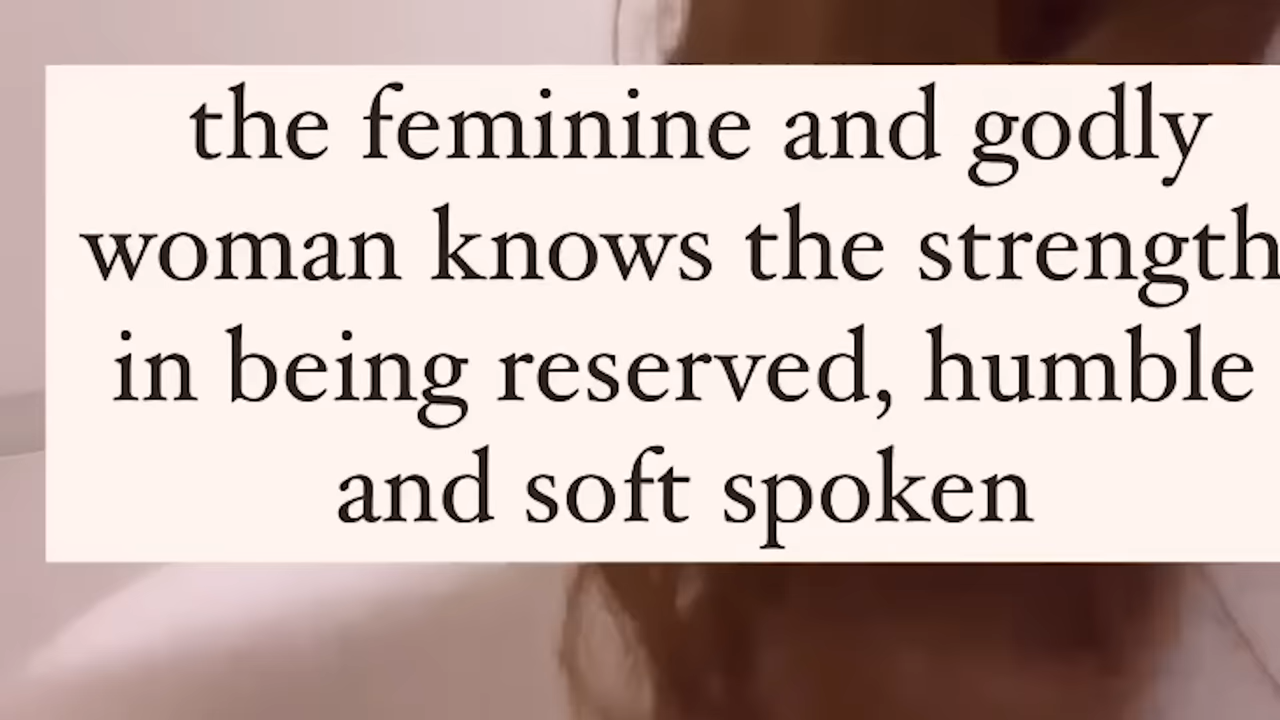 the feminine and godly
woman knows the strength
in being reserved, humble
and soft spoken